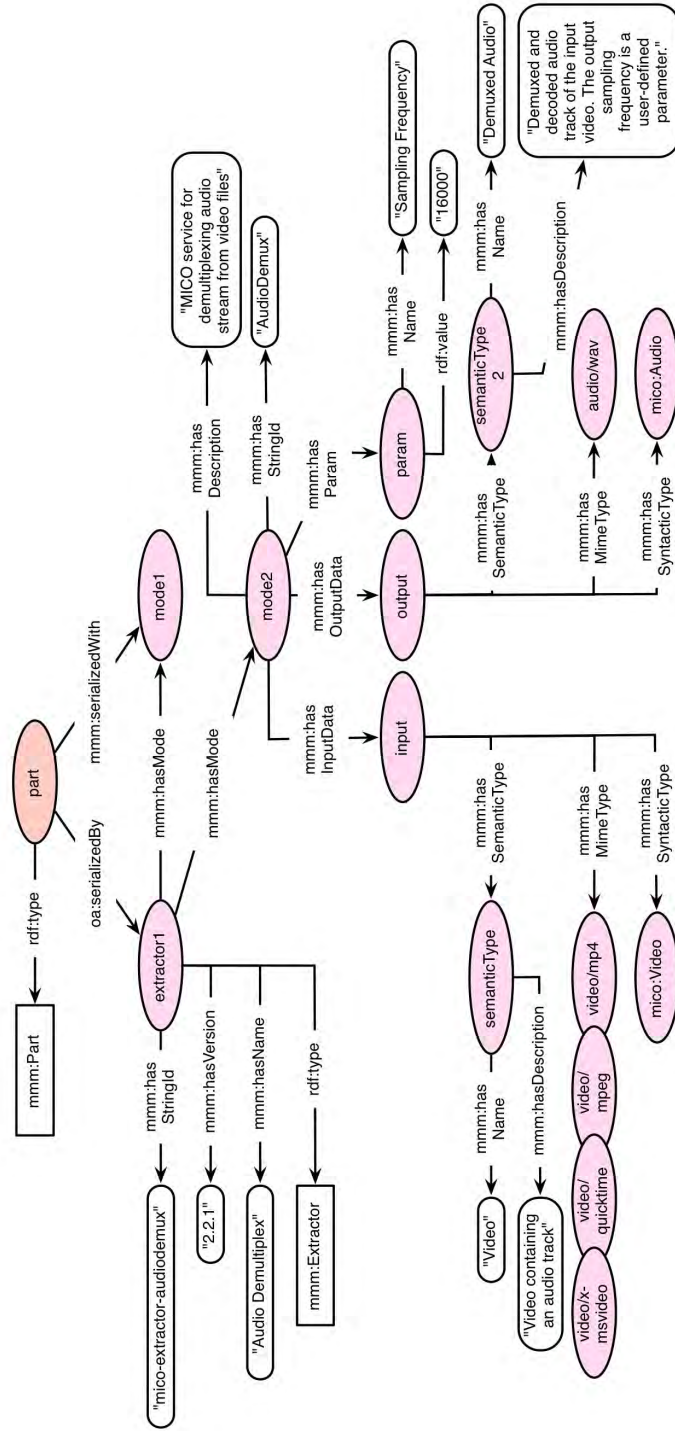 part
rdf:type
mmm:Part
oa:serializedBy
mmm:serializedWith
extractor1
mmm:hasMode
mode1
mmm:hasMode
mmm:has
StringId
"mico-extractor-audiodemux"
mmm:hasVersion
"2.2.1"
mmm:hasName
"Audio Demultiplex"
rdf:type
mmm:Extractor
mode2
mmm:has
Description
"MICO service for
demultiplexing audio
stream from video files"
mmm:has
StringId
"AudioDemux"
mmm:has
InputData
mmm:has
OutputData
mmm:has
Param
input
output
param
mmm:has
Name
"Sampling Frequency"
rdf:value
"16000"
mmm:has
SemanticType
semanticType
mmm:has
Name
"Video"
mmm:hasDescription
"Video containing
an audio track"
mmm:has
MimeType
video/mp4
video/
mpeg
video/
quicktime
video/x-
msvideo
mmm:has
SyntacticType
mico:Video
mmm:has
SemanticType
semanticType
2
mmm:has
Name
"Demuxed Audio"
mmm:hasDescription
"Demuxed and
decoded audio
track of the input
video. The output
sampling
frequency is a
user-defined
parameter."
mmm:has
MimeType
audio/wav
mmm:has
SyntacticType
mico:Audio